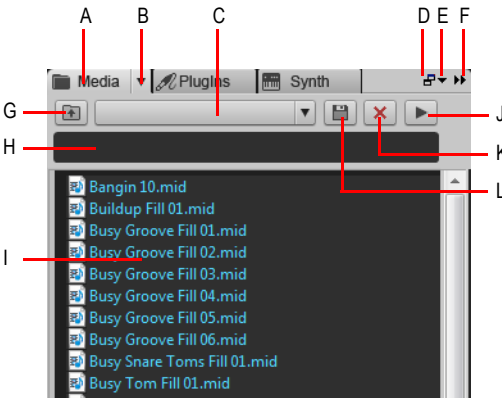 A B C D E F
Media PlugIns Synth
G
J
H
K
L
Bangin 10.mid
Buildup Fill 01.mid
Busy Groove Fill 01.mid
Busy Groove Fill 02.mid
I
Busy Groove Fill 03.mid
Busy Groove Fill 04.mid
Busy Groove Fill 05.mid
Busy Groove Fill 06.mid
Busy Snare Toms Fill 01.mid
Busy Tom Fill 01.mid